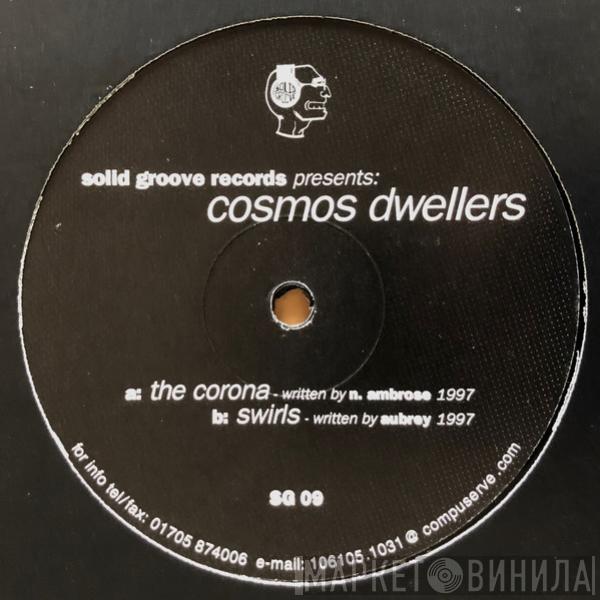 solid groove records presents:
cosmos dwellers
a: the corona - written by n. ambrose 1997
b: swirls - written by aubrey 1997
SG 09
for info tel/fax: 01705 874006 e-mail: 106105.1031@compuserve.com
МАРКЕТ ВИНИЛА